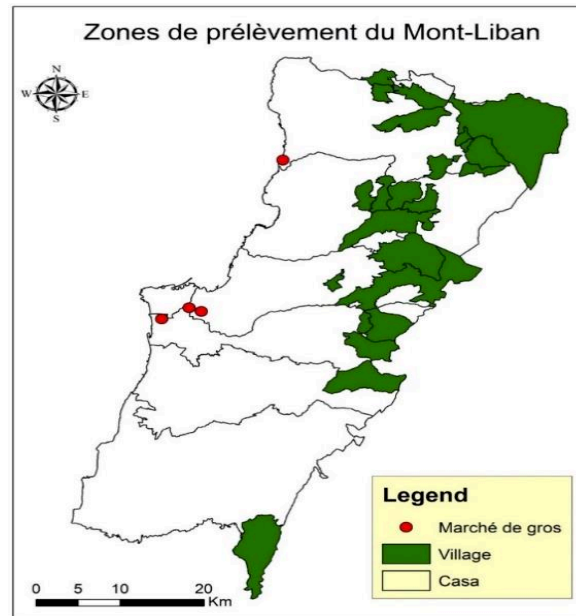 Zones de prélèvement du Mont-Liban
N
W E
S
Legend
Marché de gros
Village
Casa
0 5 10 20
Km